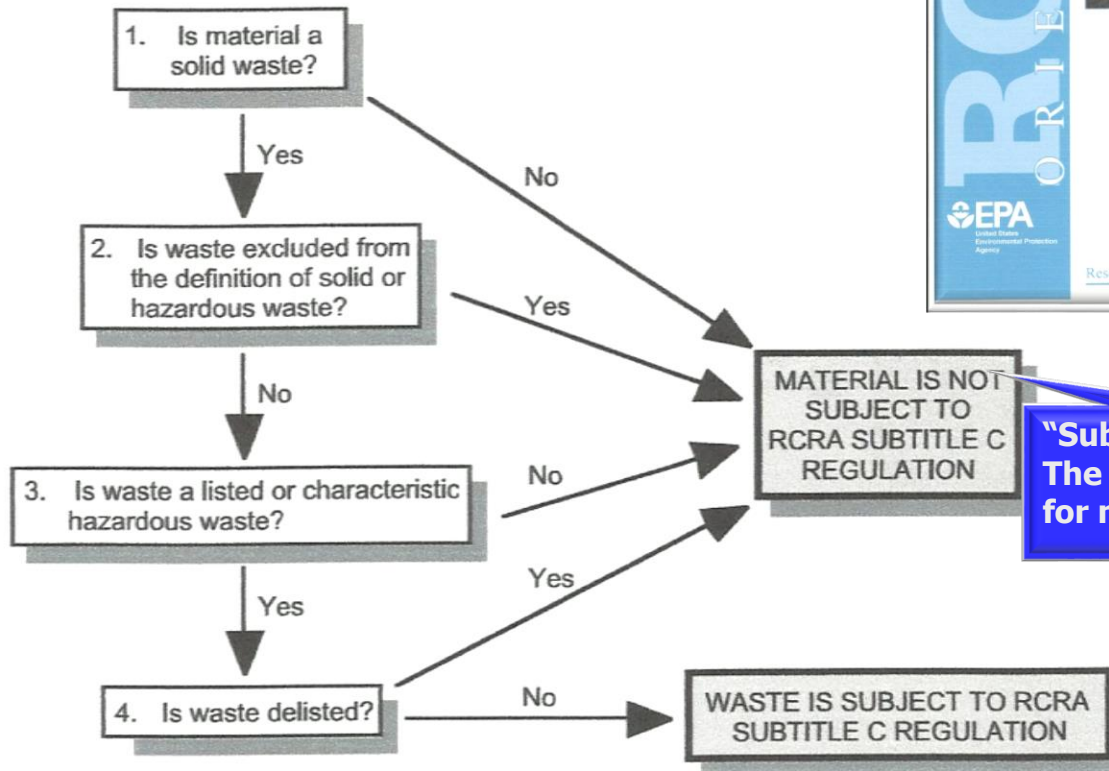 1. Is material a
solid waste?
Yes
No
2. Is waste excluded from
the definition of solid or
hazardous waste?
Yes
No
3. Is waste a listed or characteristic
hazardous waste?
No
Yes
Yes
4. Is waste delisted?
No
MATERIAL IS NOT
SUBJECT TO
RCRA SUBTITLE C
REGULATION
WASTE IS SUBJECT TO RCRA
SUBTITLE C REGULATION
The
for
EPA
United States
Environmental Protection
Agency